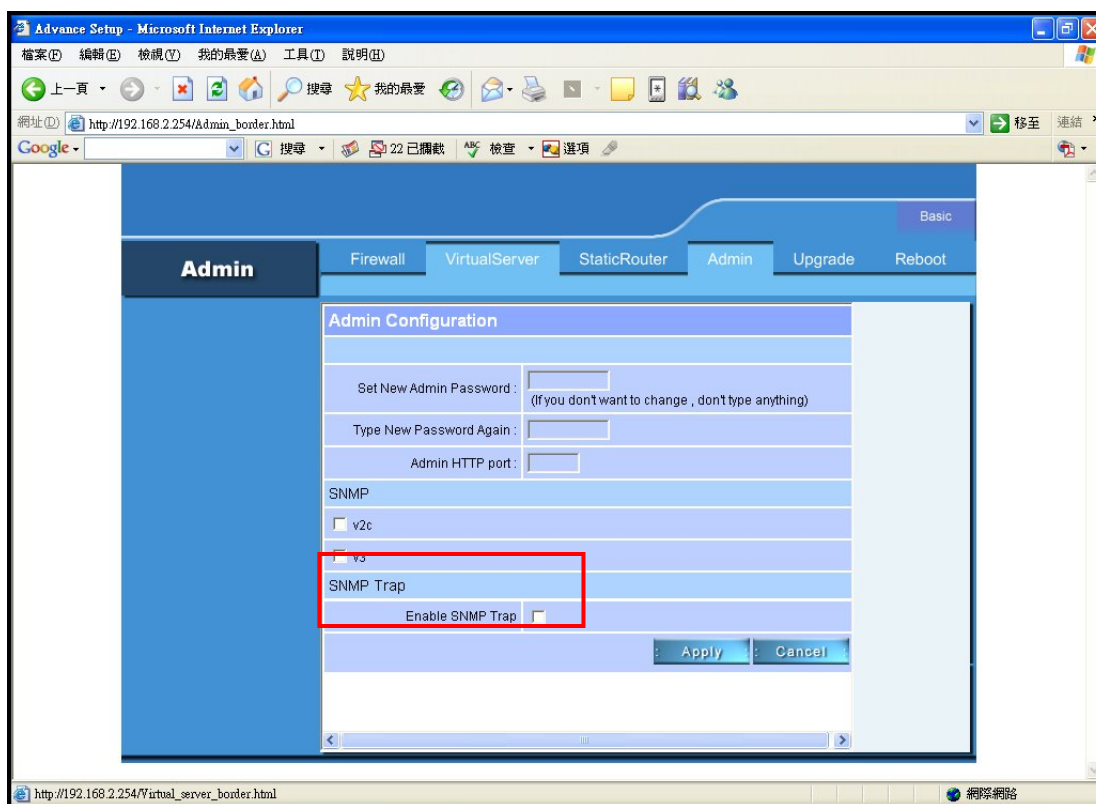 Advance Setup - Microsoft Internet Explorer
檔案(F) 編輯(E) 檢視(V) 我的最愛(A) 工具(T) 說明(H)
上一頁 搜尋 我的最愛
網址(D) http://192.168.2.254/Admin_border.html 移至 連結
Google 搜尋 22 已攔截 ABC 檢查 選項
Basic
Admin
Firewall VirtualServer StaticRouter Admin Upgrade Reboot
Admin Configuration
Set New Admin Password :
(If you don't want to change , don't type anything)
Type New Password Again :
Admin HTTP port :
SNMP
v2c
v3
SNMP Trap
Enable SNMP Trap
Apply Cancel
http://192.168.2.254/Virtual_server_border.html 網際網路